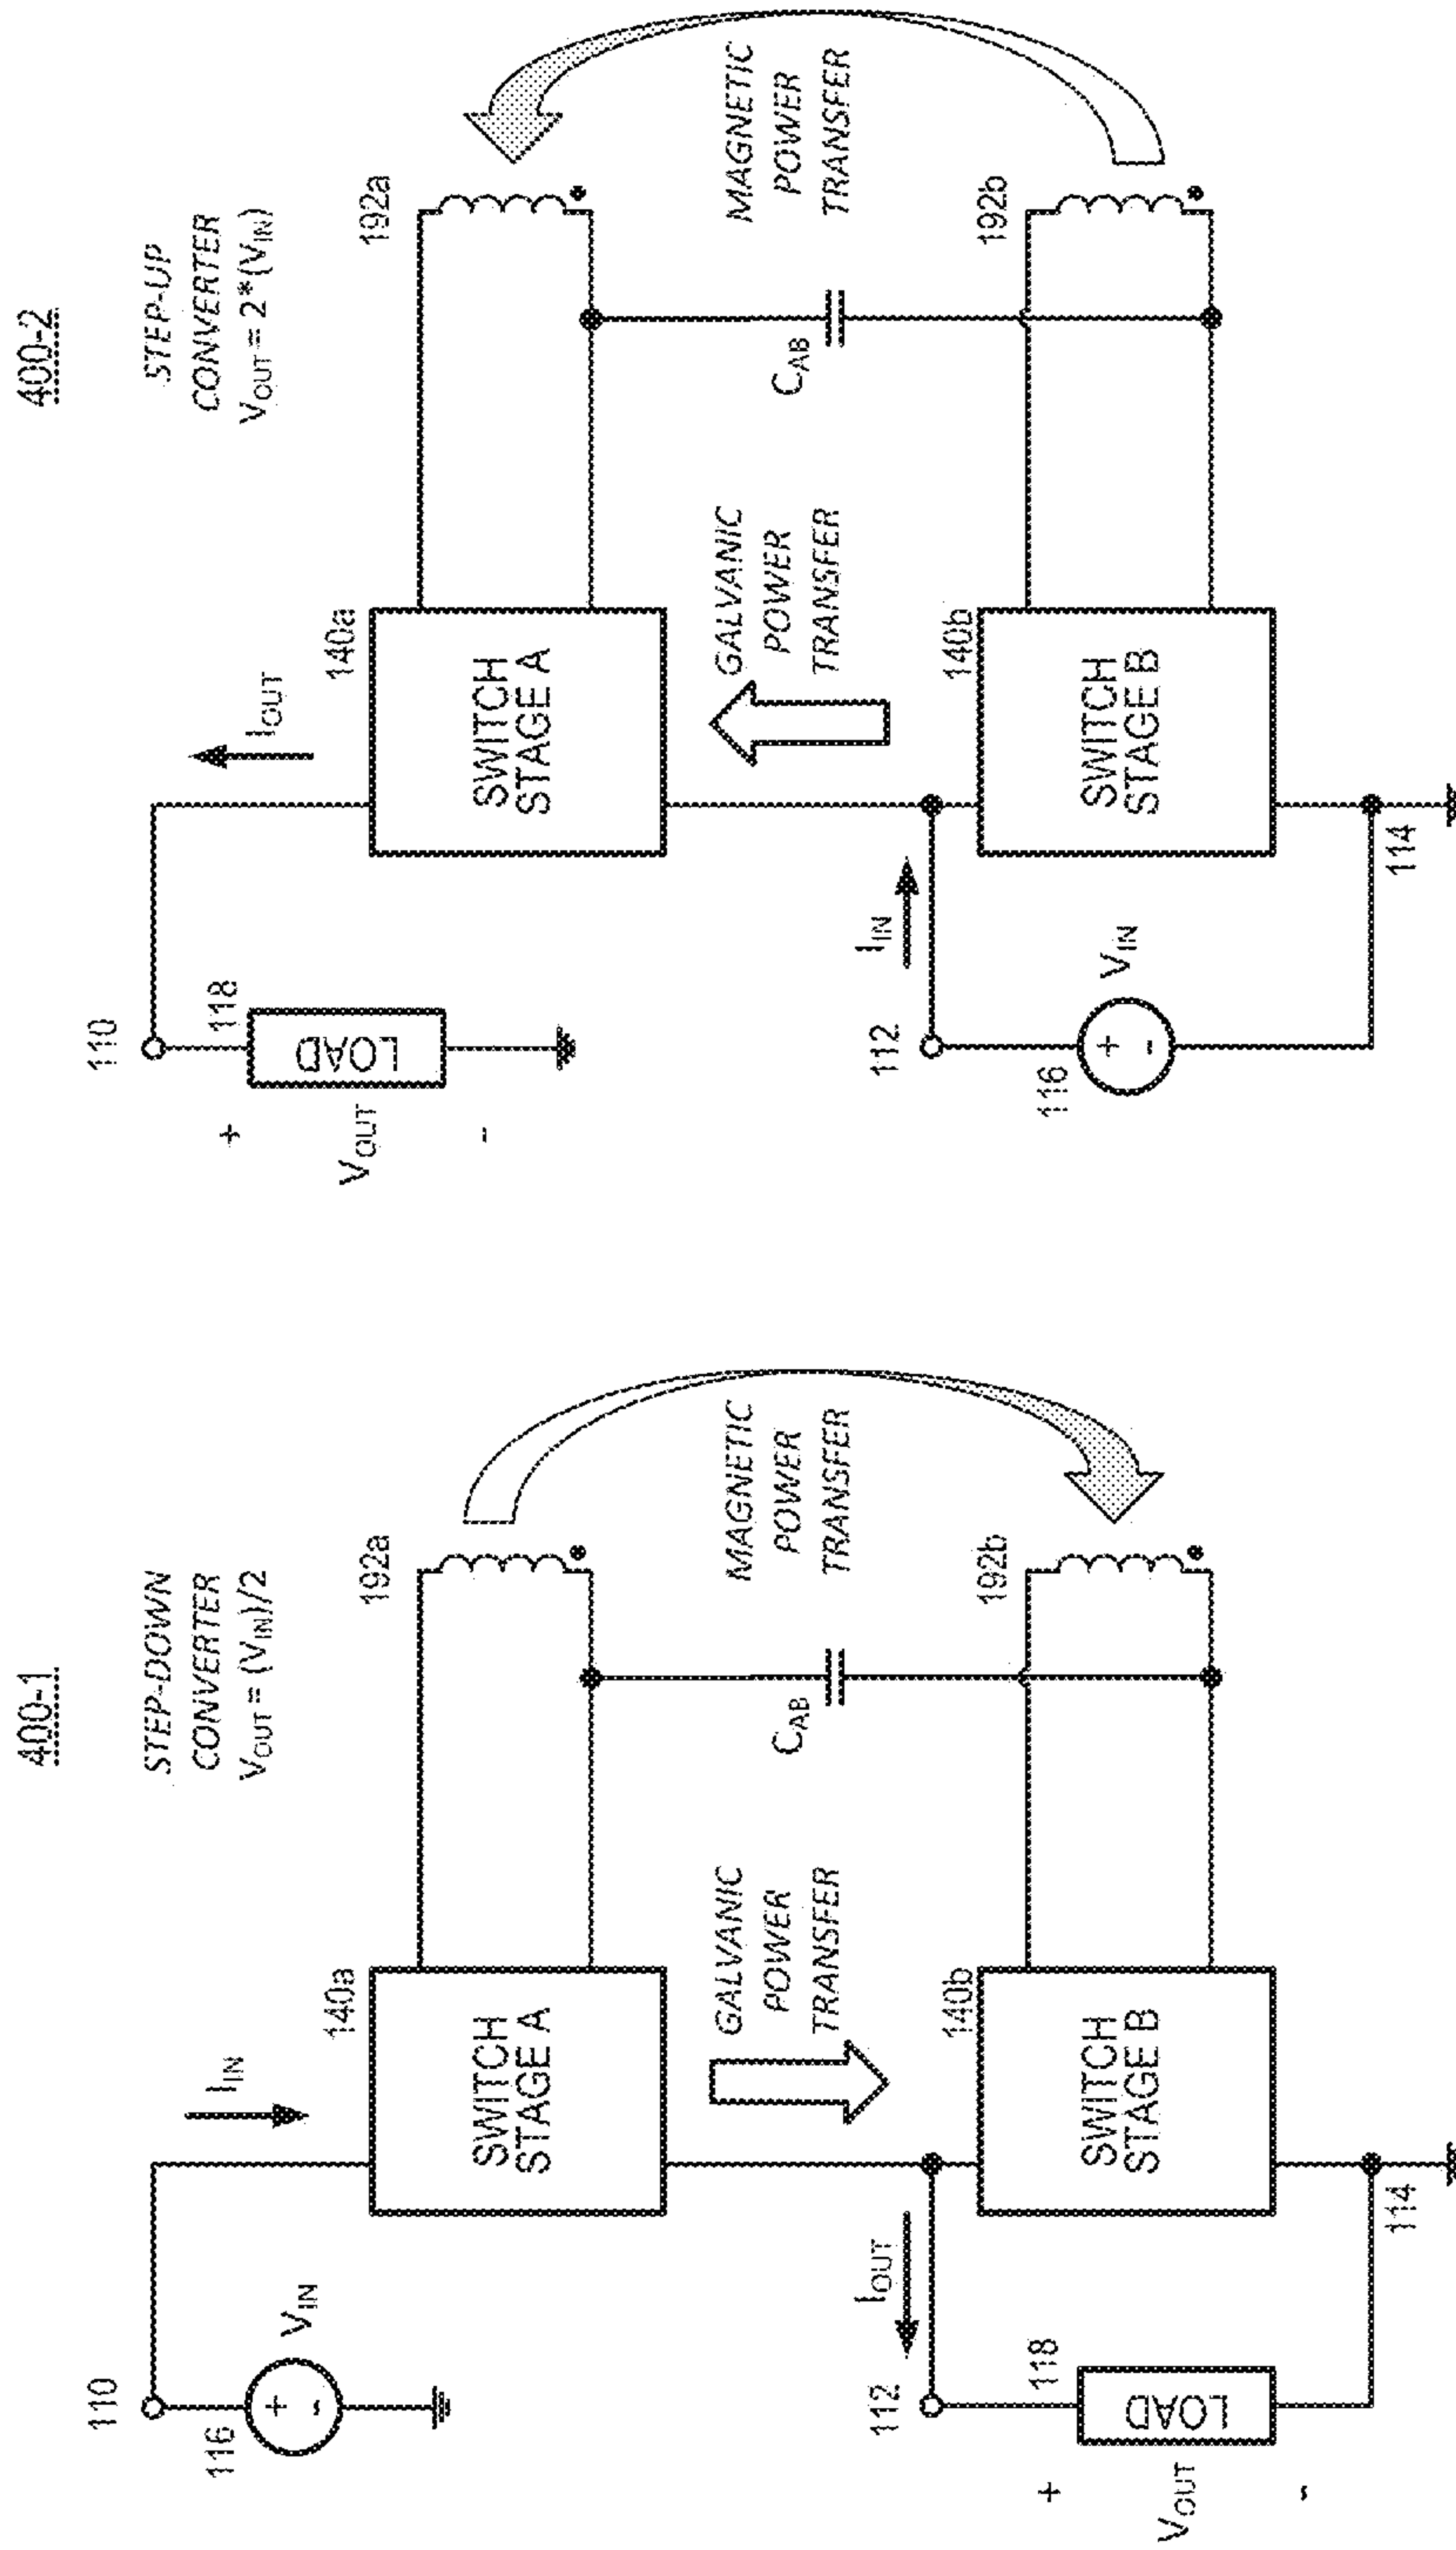 400-1
STEP-DOWN
CONVERTER
VOUT = (VIN)/2
110
116
+
-
VIN
IIN
140a
SWITCH
STAGE A
192a
GALVANIC
POWER
TRANSFER
MAGNETIC
POWER
TRANSFER
CAB
IOUT
112
118
LOAD
+
VOUT
-
140b
SWITCH
STAGE B
192b
114
400-2
STEP-UP
CONVERTER
VOUT = 2*(VIN)
110
118
LOAD
+
VOUT
-
IOUT
140a
SWITCH
STAGE A
192a
GALVANIC
POWER
TRANSFER
MAGNETIC
POWER
TRANSFER
CAB
IIN
112
116
+
-
VIN
140b
SWITCH
STAGE B
192b
114